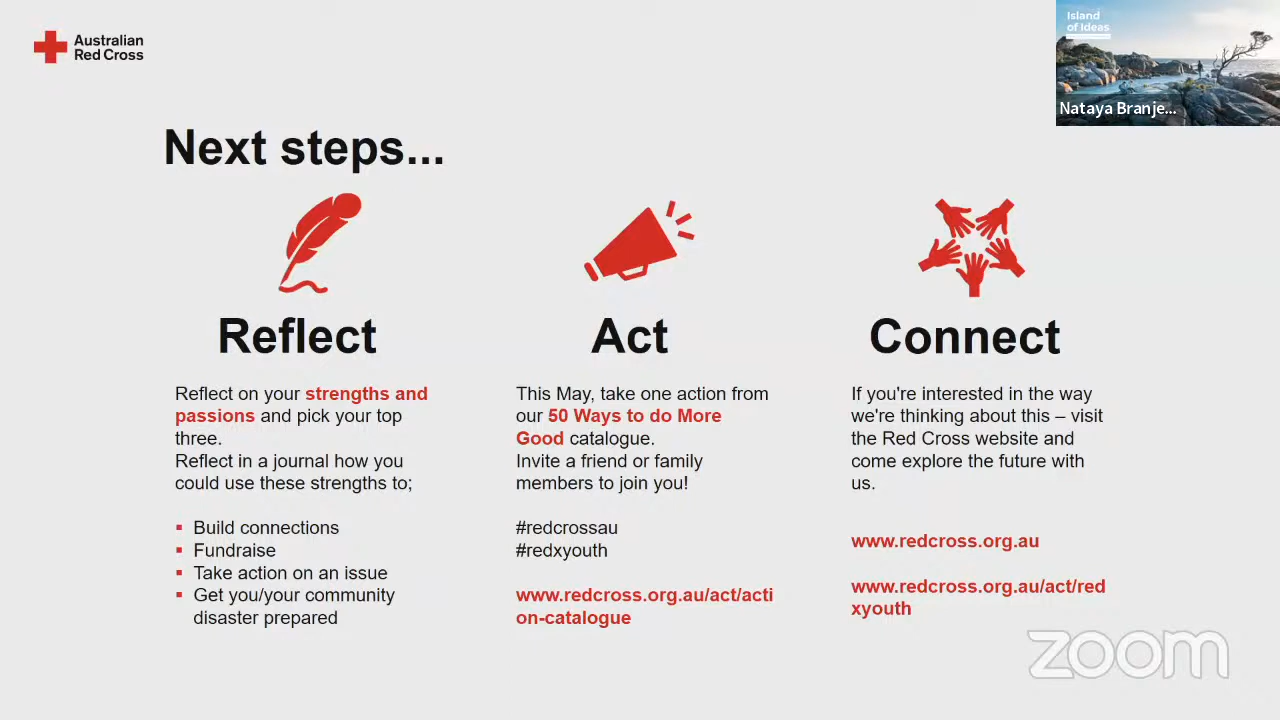 Australian
Red Cross
Island
of Ideas
Nataya Branje...
Next steps...
Reflect
Reflect on your strengths and
passions and pick your top
three.
Reflect in a journal how you
could use these strengths to;
▪ Build connections
▪ Fundraise
▪ Take action on an issue
▪ Get you/your community
disaster prepared
Act
This May, take one action from
our 50 Ways to do More
Good catalogue.
Invite a friend or family
members to join you!
#redcrossau
#redxyouth
www.redcross.org.au/act/acti
on-catalogue
Connect
If you're interested in the way
we're thinking about this – visit
the Red Cross website and
come explore the future with
us.
www.redcross.org.au
www.redcross.org.au/act/red
xyouth
zoom